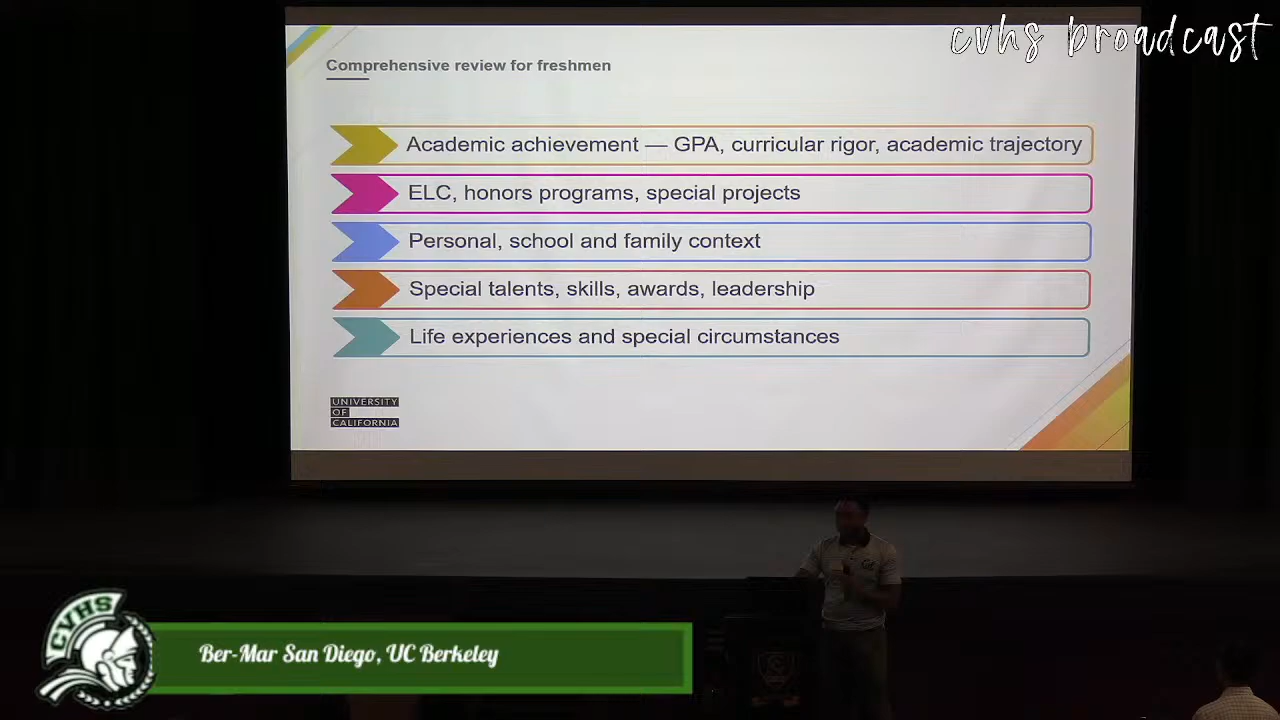 cvhs broadcast
Comprehensive review for freshmen
Academic achievement — GPA, curricular rigor, academic trajectory
ELC, honors programs, special projects
Personal, school and family context
Special talents, skills, awards, leadership
Life experiences and special circumstances
UNIVERSITY
OF
CALIFORNIA
Cal
CVHS
Ber-Mar San Diego, UC Berkeley